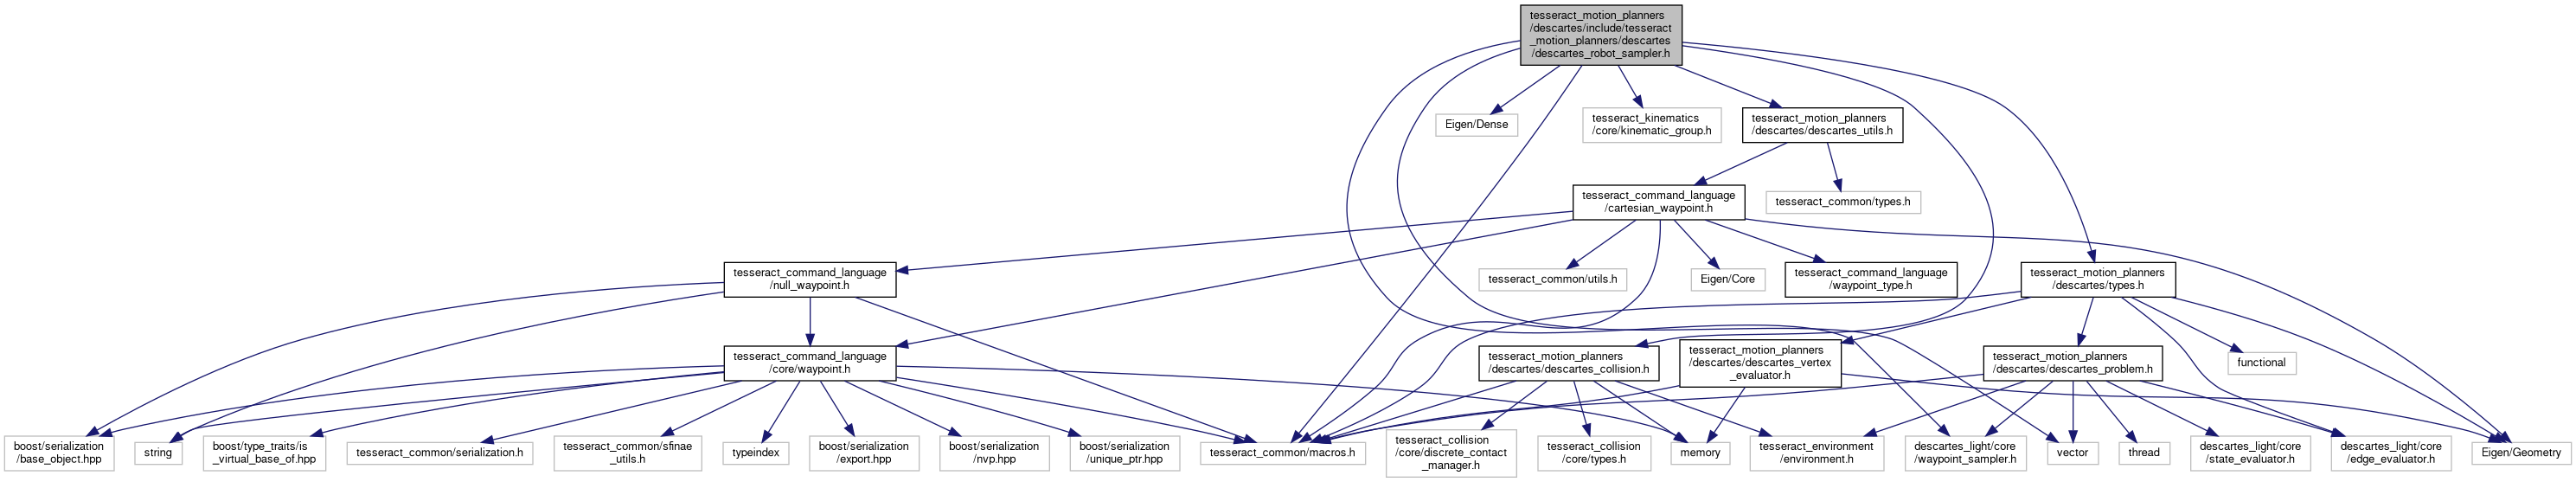 tesseract_motion_planners
/descartes/include/tesseract
_motion_planners/descartes
/descartes_robot_sampler.h
Eigen/Dense
tesseract_kinematics
/core/kinematic_group.h
tesseract_motion_planners
/descartes/descartes_utils.h
tesseract_command_language
/cartesian_waypoint.h
tesseract_common/types.h
tesseract_command_language
/null_waypoint.h
tesseract_common/utils.h
Eigen/Core
tesseract_command_language
/waypoint_type.h
tesseract_motion_planners
/descartes/types.h
tesseract_command_language
/core/waypoint.h
tesseract_motion_planners
/descartes/descartes_collision.h
tesseract_motion_planners
/descartes/descartes_vertex
_evaluator.h
tesseract_motion_planners
/descartes/descartes_problem.h
functional
boost/serialization
/base_object.hpp
string
boost/type_traits/is
_virtual_base_of.hpp
tesseract_common/serialization.h
tesseract_common/sfinae
_utils.h
typeindex
boost/serialization
/export.hpp
boost/serialization
/nvp.hpp
boost/serialization
/unique_ptr.hpp
tesseract_common/macros.h
tesseract_collision
/core/discrete_contact
_manager.h
tesseract_collision
/core/types.h
memory
tesseract_environment
/environment.h
descartes_light/core
/waypoint_sampler.h
vector
thread
descartes_light/core
/state_evaluator.h
descartes_light/core
/edge_evaluator.h
Eigen/Geometry